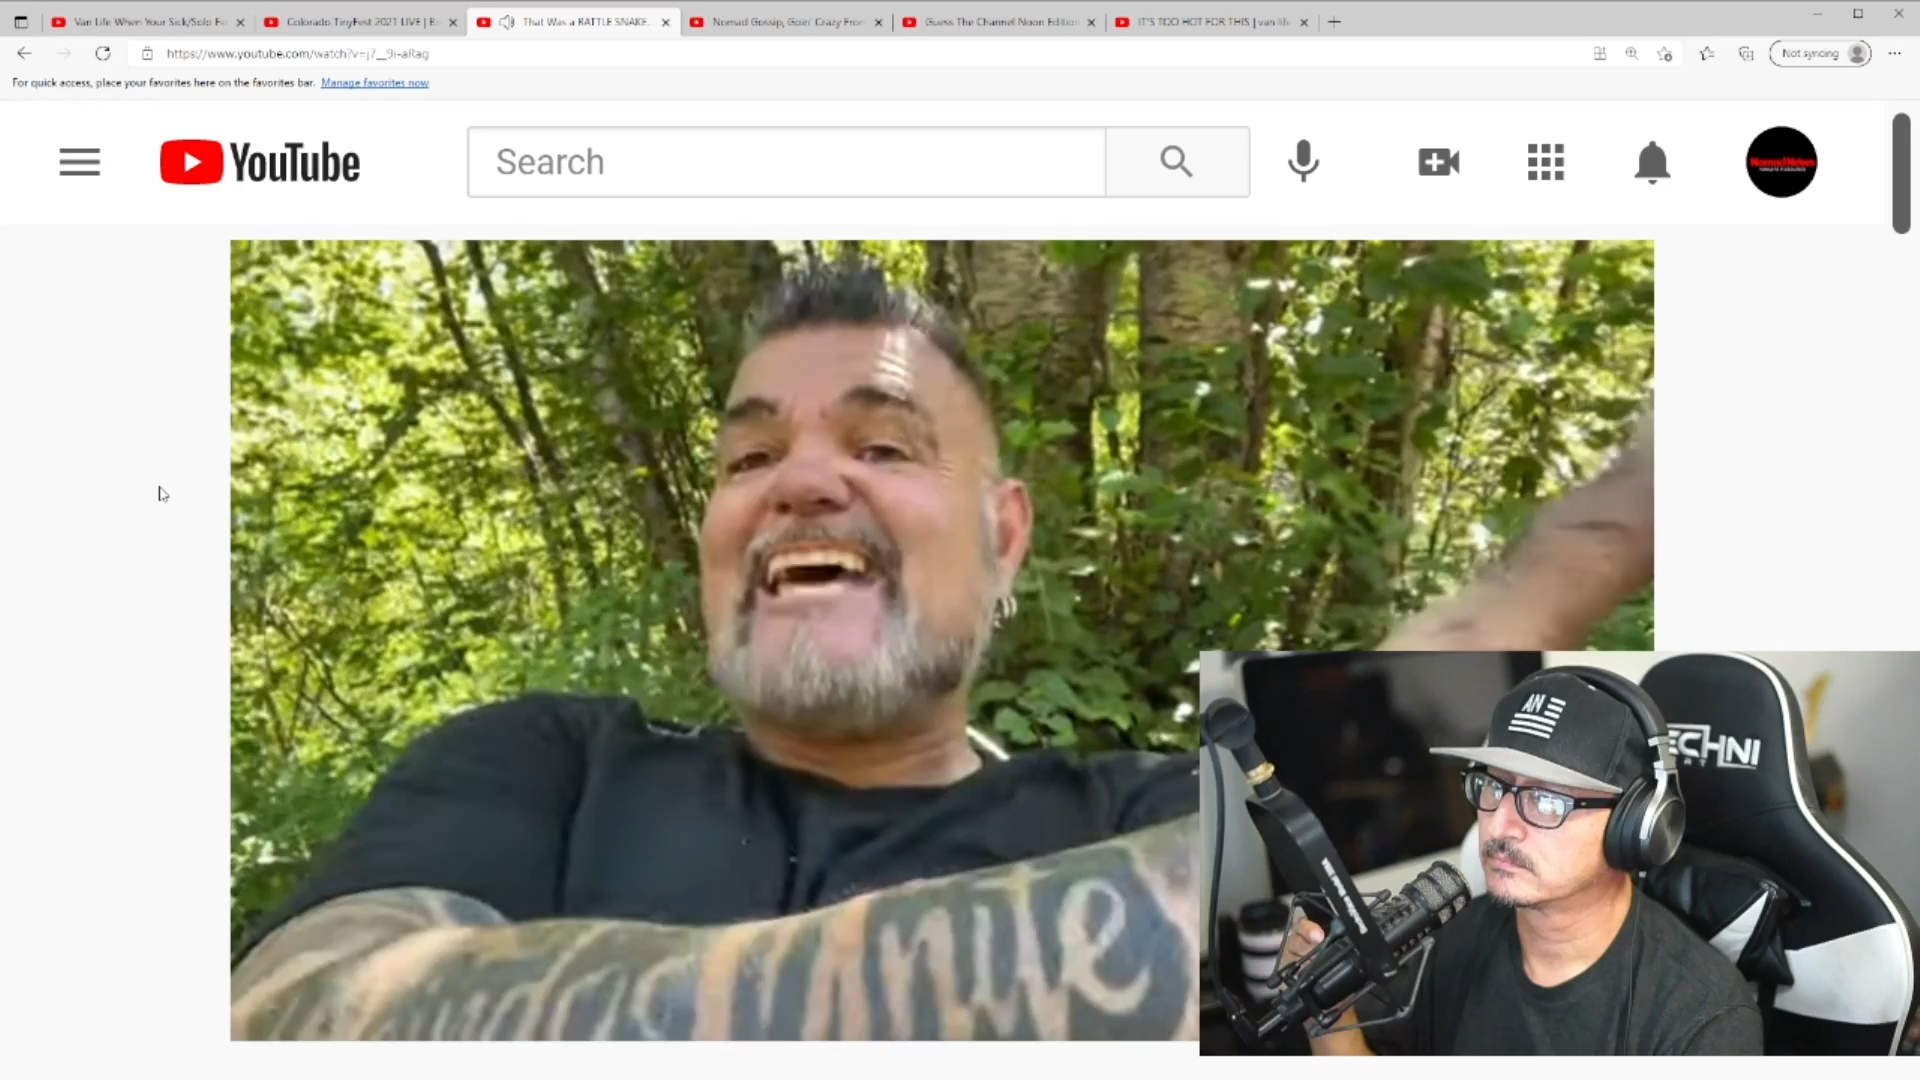 Van Life When Your Sick/Solo Fe
Colorado TinyFest 2021 LIVE | B
That Was a RATTLE SNAKE...
Nomad Gossip, Goin' Crazy From
Guess The Channel Noon Edition
IT'S TOO HOT FOR THIS | van life
https://www.youtube.com/watch?v=j7__9i-aRag
Not syncing
For quick access, place your favorites here on the favorites bar. Manage favorites now
YouTube
Search
NomadNews
AN
ECHNI
Unite